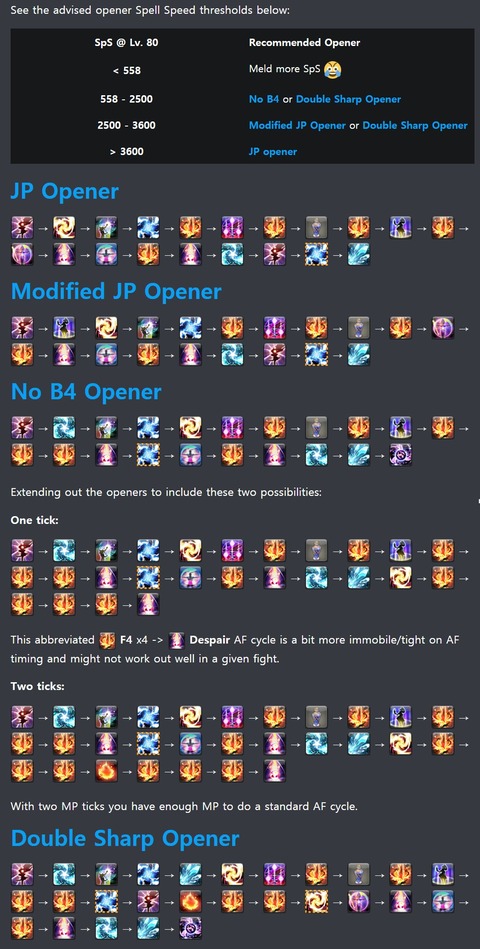 See the advised opener Spell Speed thresholds below:
SpS @ Lv. 80 Recommended Opener
< 558 Meld more SpS
558 - 2500 No B4 or Double Sharp Opener
2500 - 3600 Modified JP Opener or Double Sharp Opener
> 3600 JP opener
JP Opener
Modified JP Opener
No B4 Opener
Extending out the openers to include these two possibilities:
One tick:
This abbreviated F4 x4 -> Despair AF cycle is a bit more immobile/tight on AF
timing and might not work out well in a given fight.
Two ticks:
With two MP ticks you have enough MP to do a standard AF cycle.
Double Sharp Opener